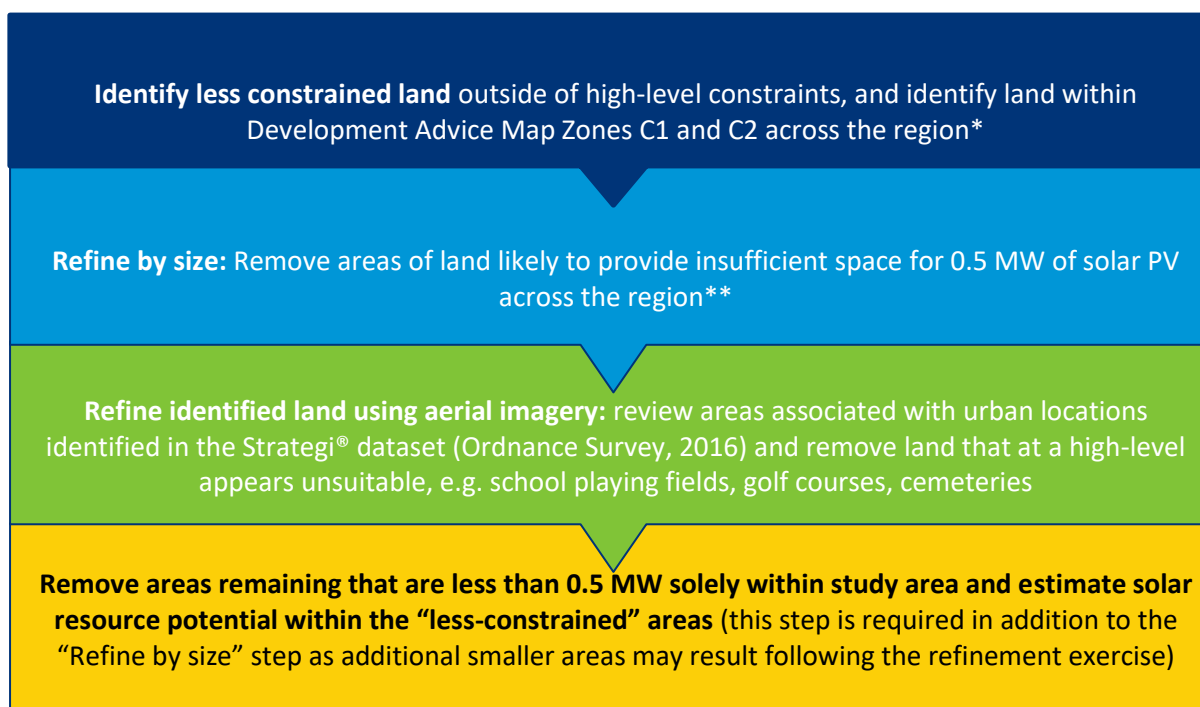 Identify less constrained land outside of high-level constraints, and identify land within
Development Advice Map Zones C1 and C2 across the region*
Refine by size: Remove areas of land likely to provide insufficient space for 0.5 MW of solar PV
across the region**
Refine identified land using aerial imagery: review areas associated with urban locations
identified in the Strategi® dataset (Ordnance Survey, 2016) and remove land that at a high-level
appears unsuitable, e.g. school playing fields, golf courses, cemeteries
Remove areas remaining that are less than 0.5 MW solely within study area and estimate solar
resource potential within the “less-constrained” areas (this step is required in addition to the
“Refine by size” step as additional smaller areas may result following the refinement exercise)